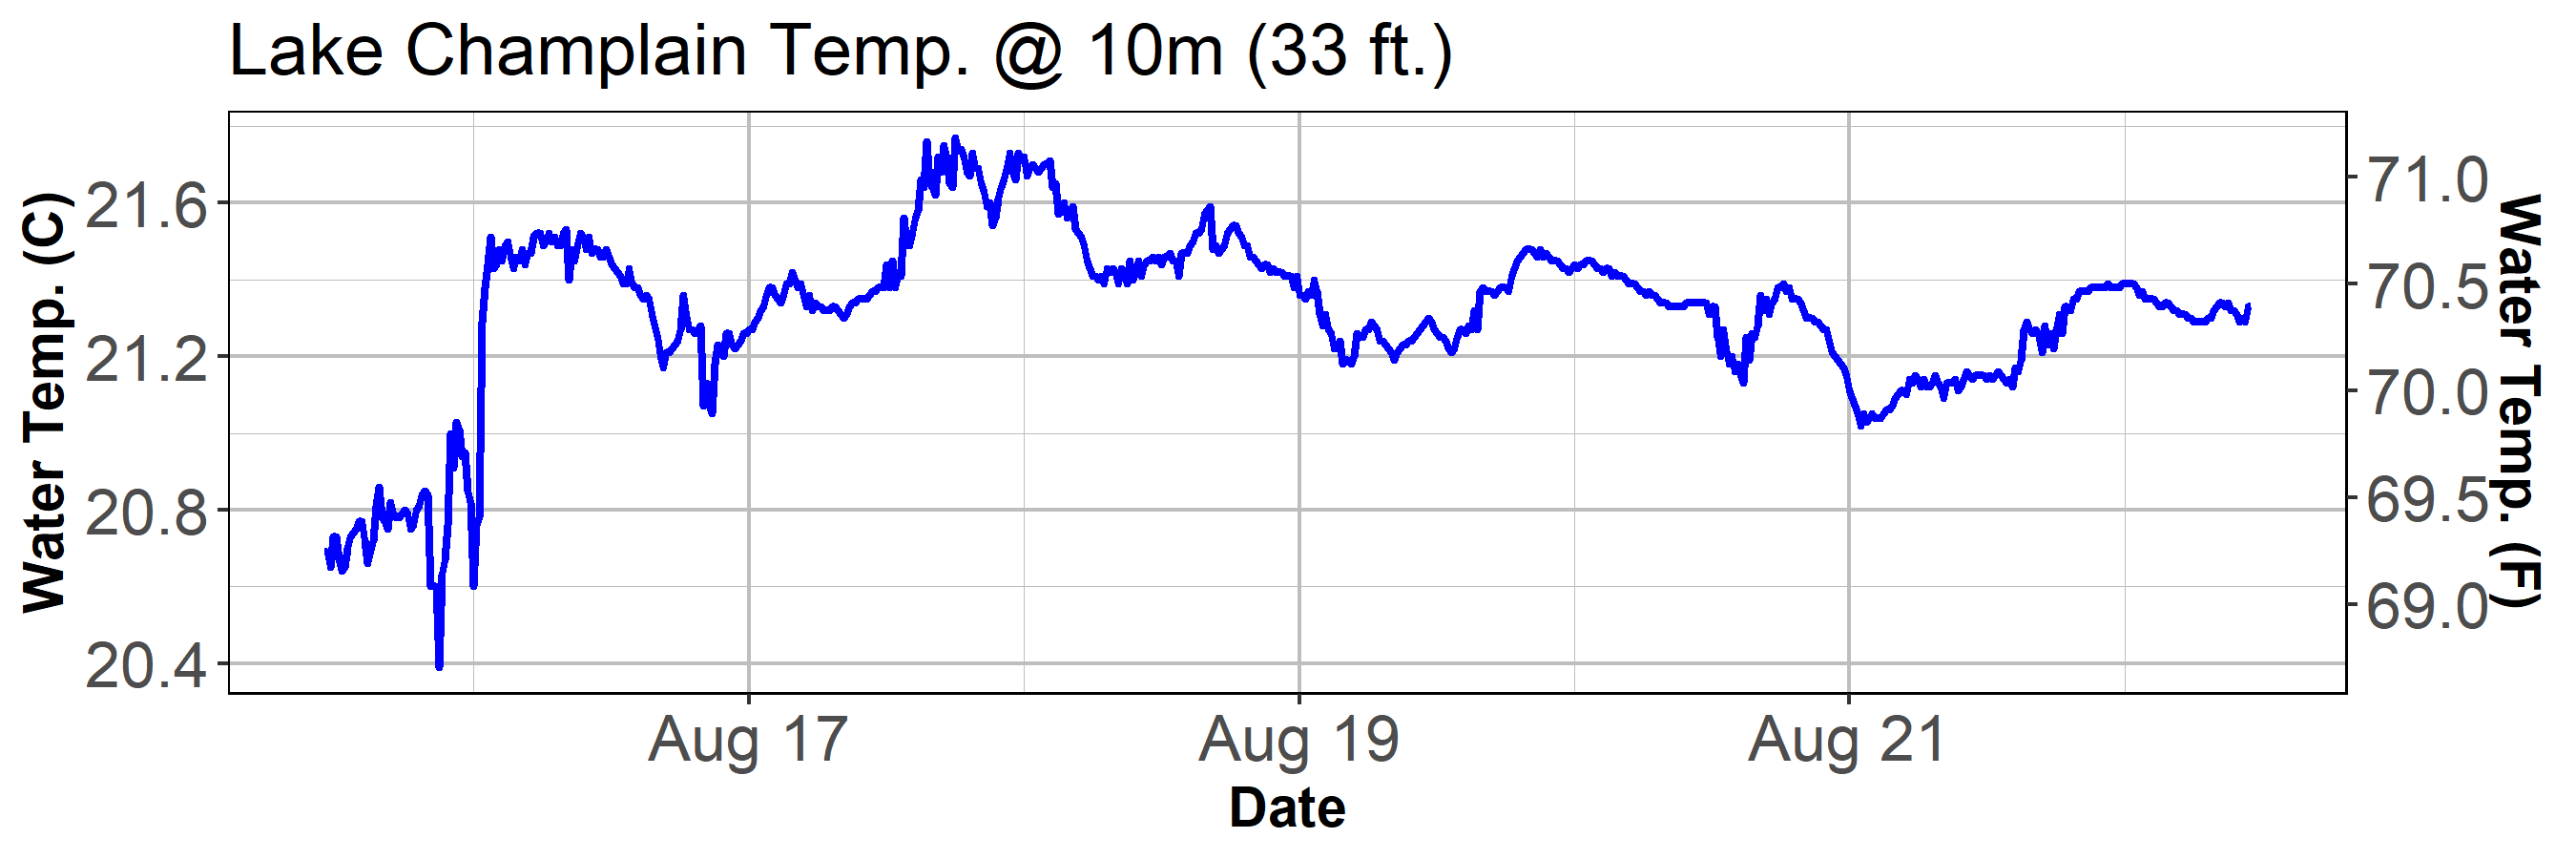 Lake Champlain Temp. @ 10m (33 ft.)
Water Temp. (C)
21.6
21.2
20.8
20.4
71.0
70.5
70.0
69.5
69.0
Water Temp. (F)
Aug 17
Aug 19
Aug 21
Date